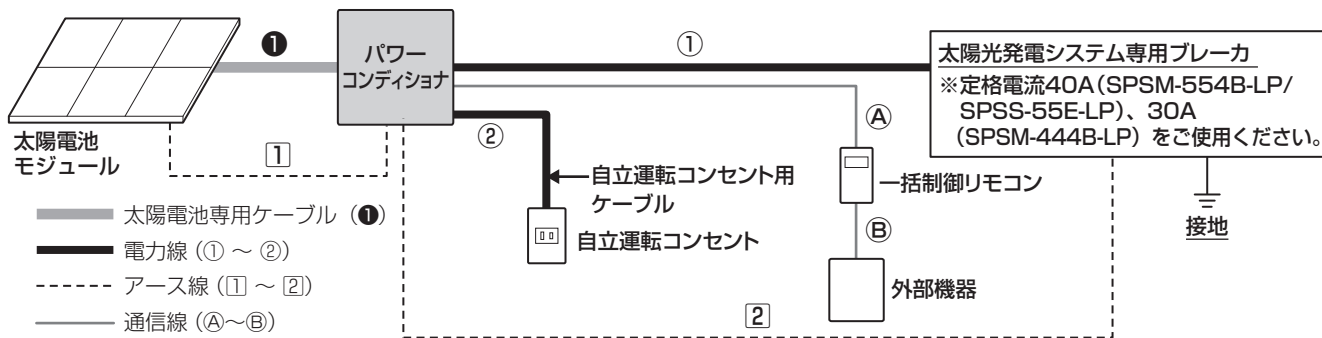 ❶
パワー
コンディショナ
①
太陽光発電システム専用ブレーカ
※定格電流40A(SPSM-554B-LP/
SPSS-55E-LP)、30A
(SPSM-444B-LP) をご使用ください。
太陽電池
モジュール
1
②
Ⓐ
自立運転コンセント用
ケーブル
一括制御リモコン
自立運転コンセント
Ⓑ
接地
外部機器
2
太陽電池専用ケーブル (❶)
電力線 (① ～ ②)
アース線 (1 ～ 2)
通信線 (Ⓐ～Ⓑ)